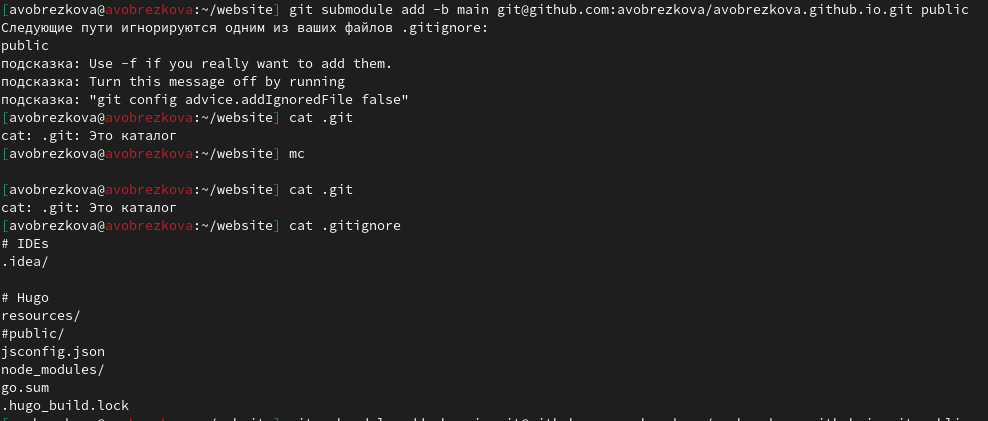 [avobrezkova@avobrezkova:~/website] git submodule add -b main git@github.com:avobrezkova/avobrezkova.github.io.git public
Следующие пути игнорируются одним из ваших файлов .gitignore:
public
подсказка: Use -f if you really want to add them.
подсказка: Turn this message off by running
подсказка: "git config advice.addIgnoredFile false"
[avobrezkova@avobrezkova:~/website] cat .git
cat: .git: Это каталог
[avobrezkova@avobrezkova:~/website] mc
[avobrezkova@avobrezkova:~/website] cat .git
cat: .git: Это каталог
[avobrezkova@avobrezkova:~/website] cat .gitignore
# IDEs
.idea/
# Hugo
resources/
#public/
jsconfig.json
node_modules/
go.sum
.hugo_build.lock